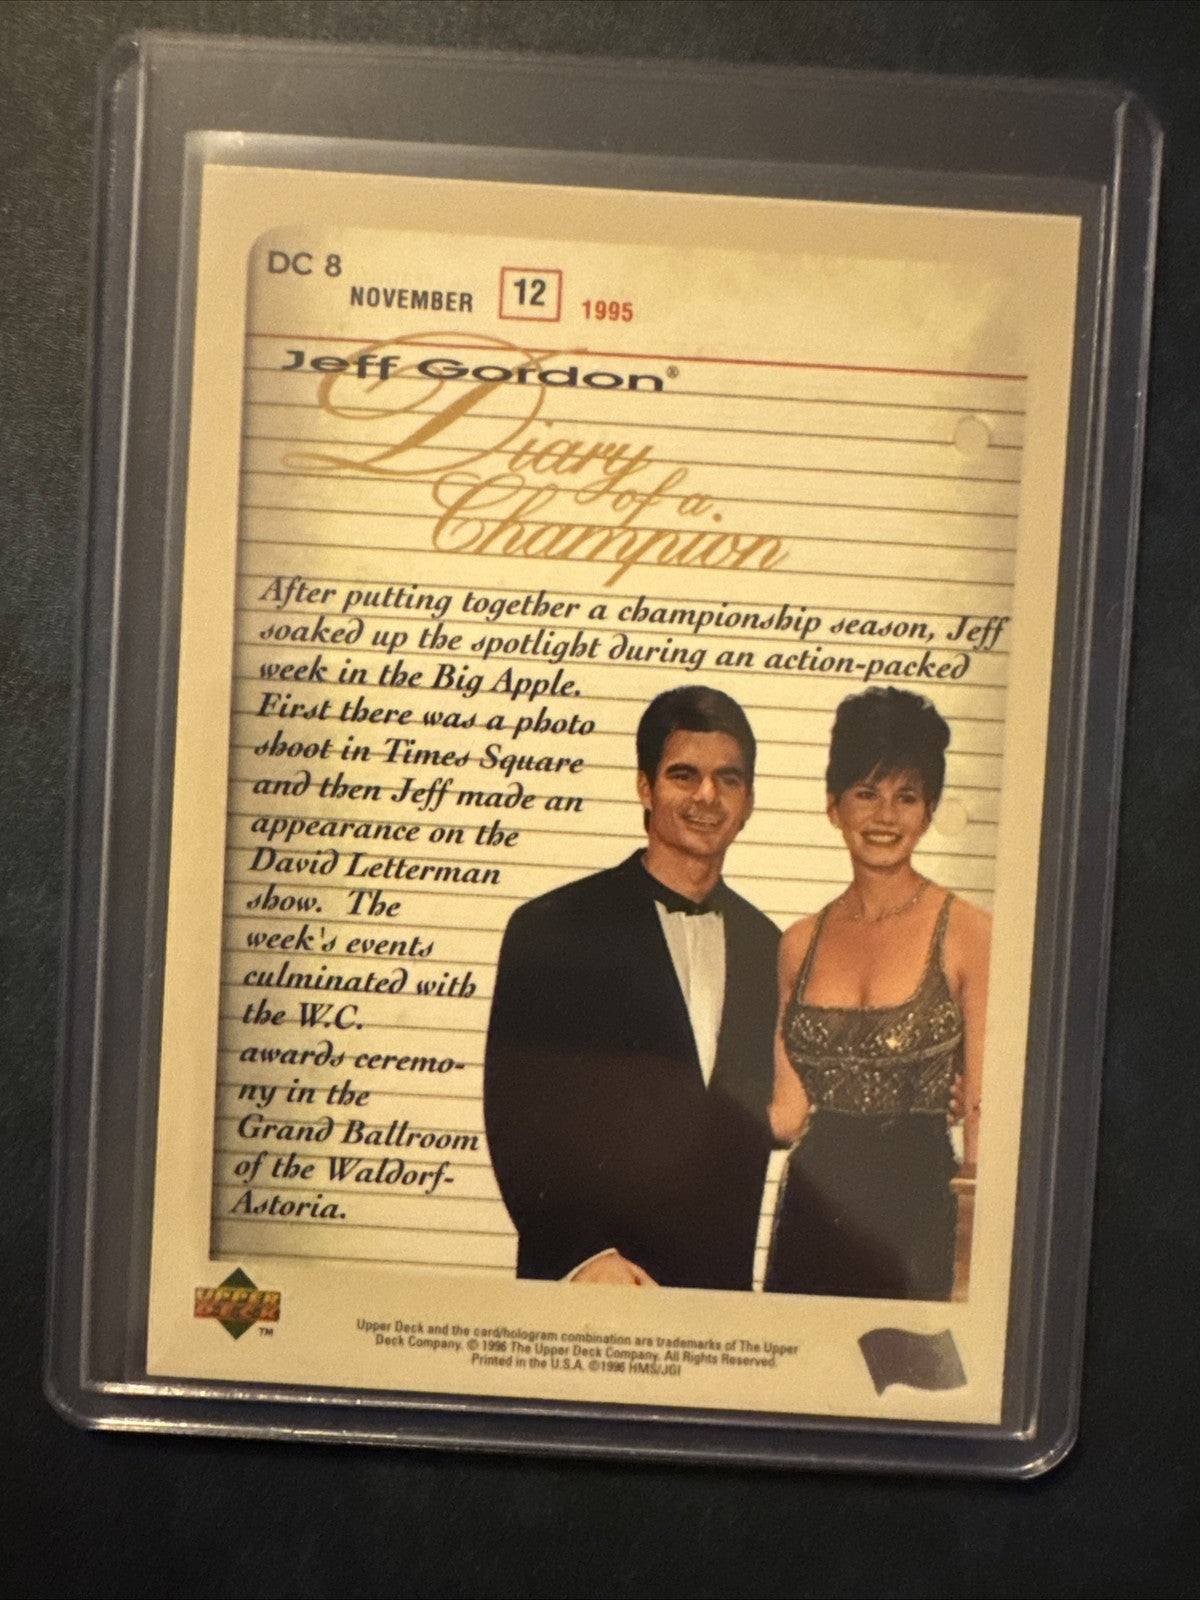 DC 8
NOVEMBER 12 1995
Jeff Gordon®
Diary
of a
Champion
After putting together a championship season, Jeff
soaked up the spotlight during an action-packed
week in the Big Apple.
First there was a photo
shoot in Times Square
and then Jeff made an
appearance on the
David Letterman
show. The
week's events
culminated with
the W.C.
awards ceremo-
ny in the
Grand Ballroom
of the Waldorf-
Astoria.
UPPER
DECK
TM
Upper Deck and the card/hologram combination are trademarks of The Upper
Deck Company. © 1996 The Upper Deck Company. All Rights Reserved.
Printed in the U.S.A. ©1996 HMS/JGI